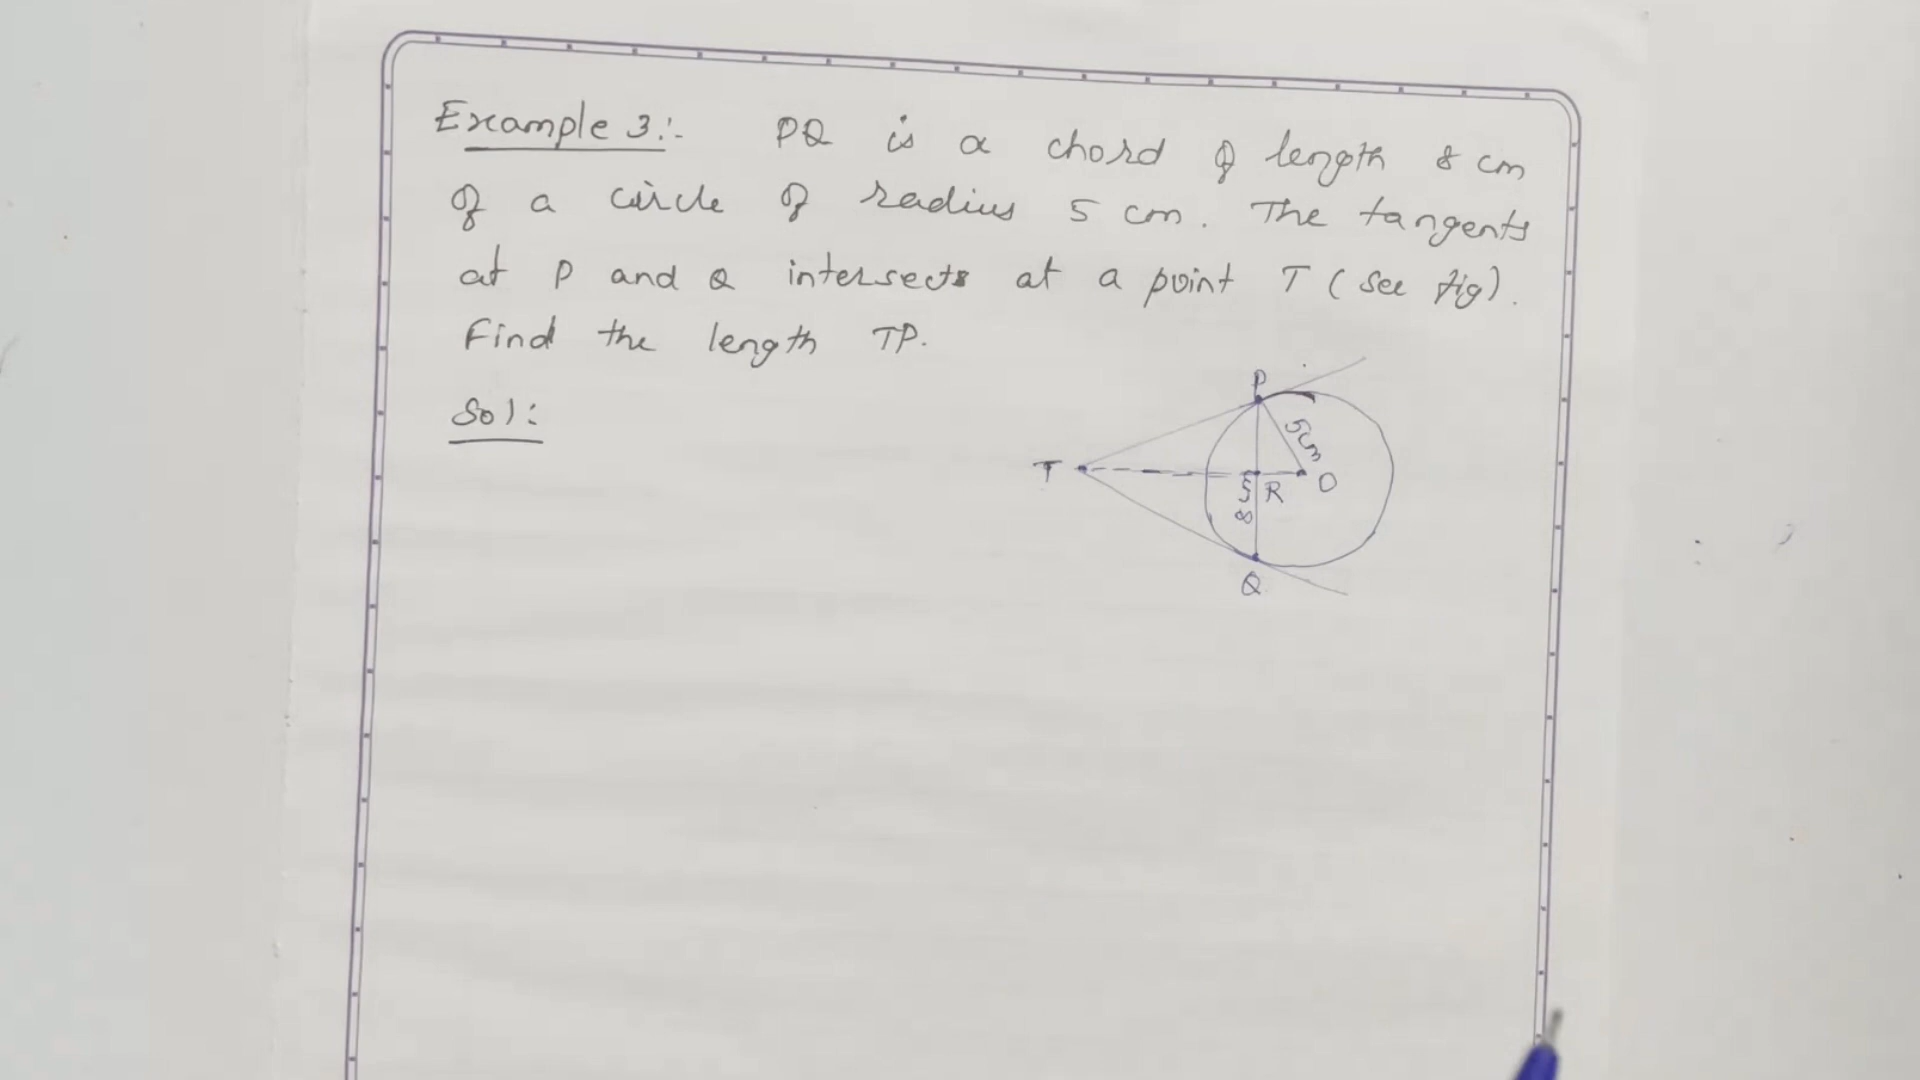 Example 3:- PQ is a chord of length 8 cm
of a circle of radius 5 cm. The tangents
at P and Q intersects at a point T (see fig).
Find the length TP.
Sol:
P
5cm
T
R
O
8
Q